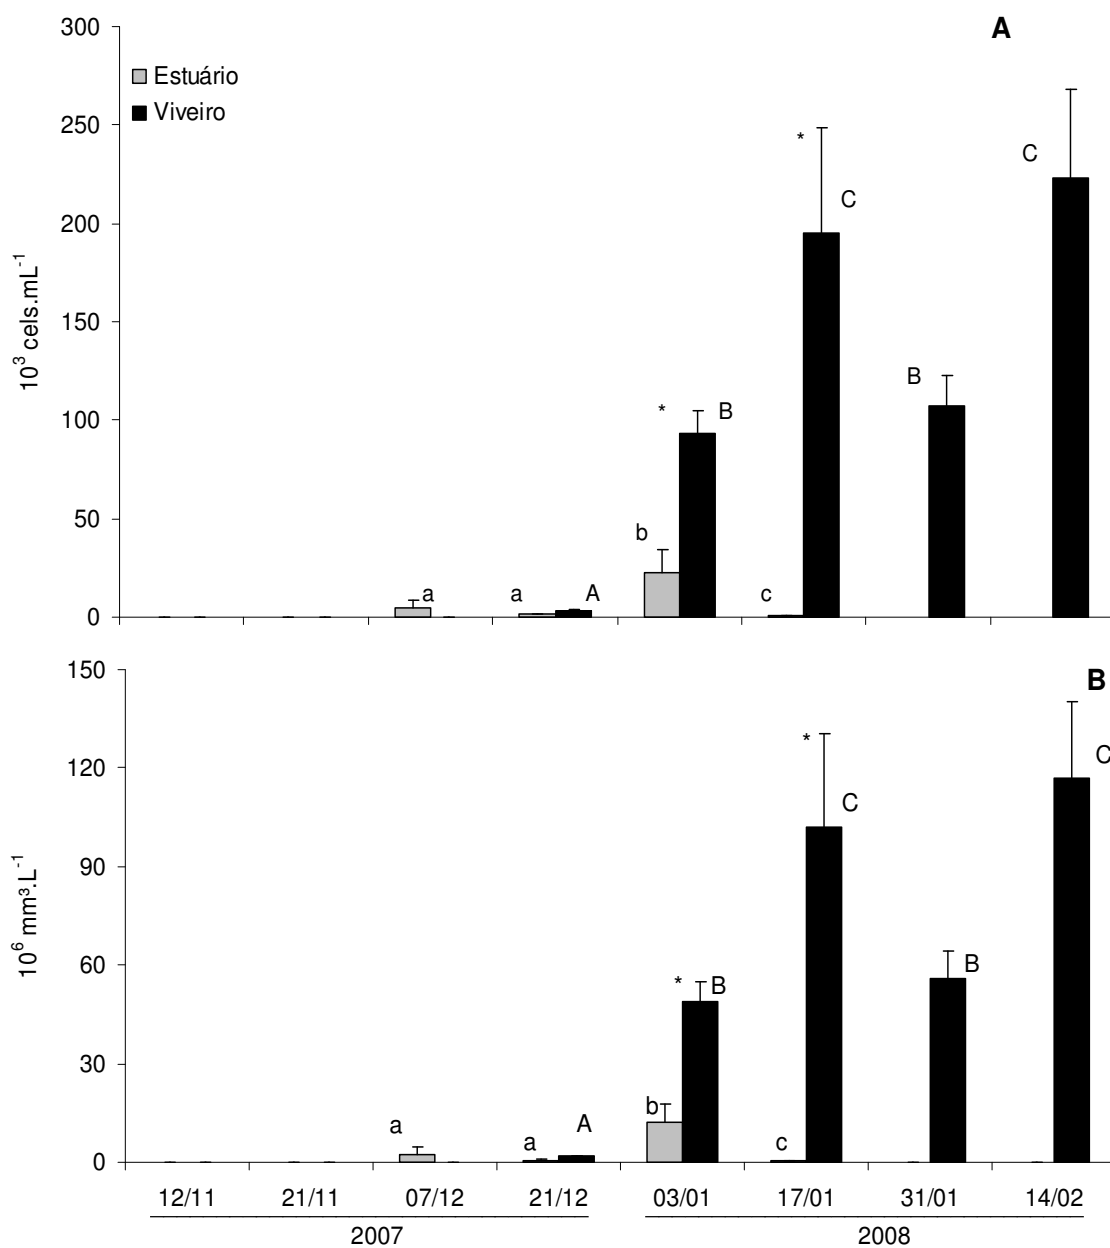 A
300
Estuário
Viveiro
250
*
C
C
200
150
10³ cels.mL⁻¹
B
*
B
100
50
b
a
a
A
c
0
150
B
C
120
*
C
90
10⁶ mm³.L⁻¹
60
B
*
B
30
b
a
a
A
c
0
12/11 21/11 07/12 21/12 03/01 17/01 31/01 14/02
2007 2008